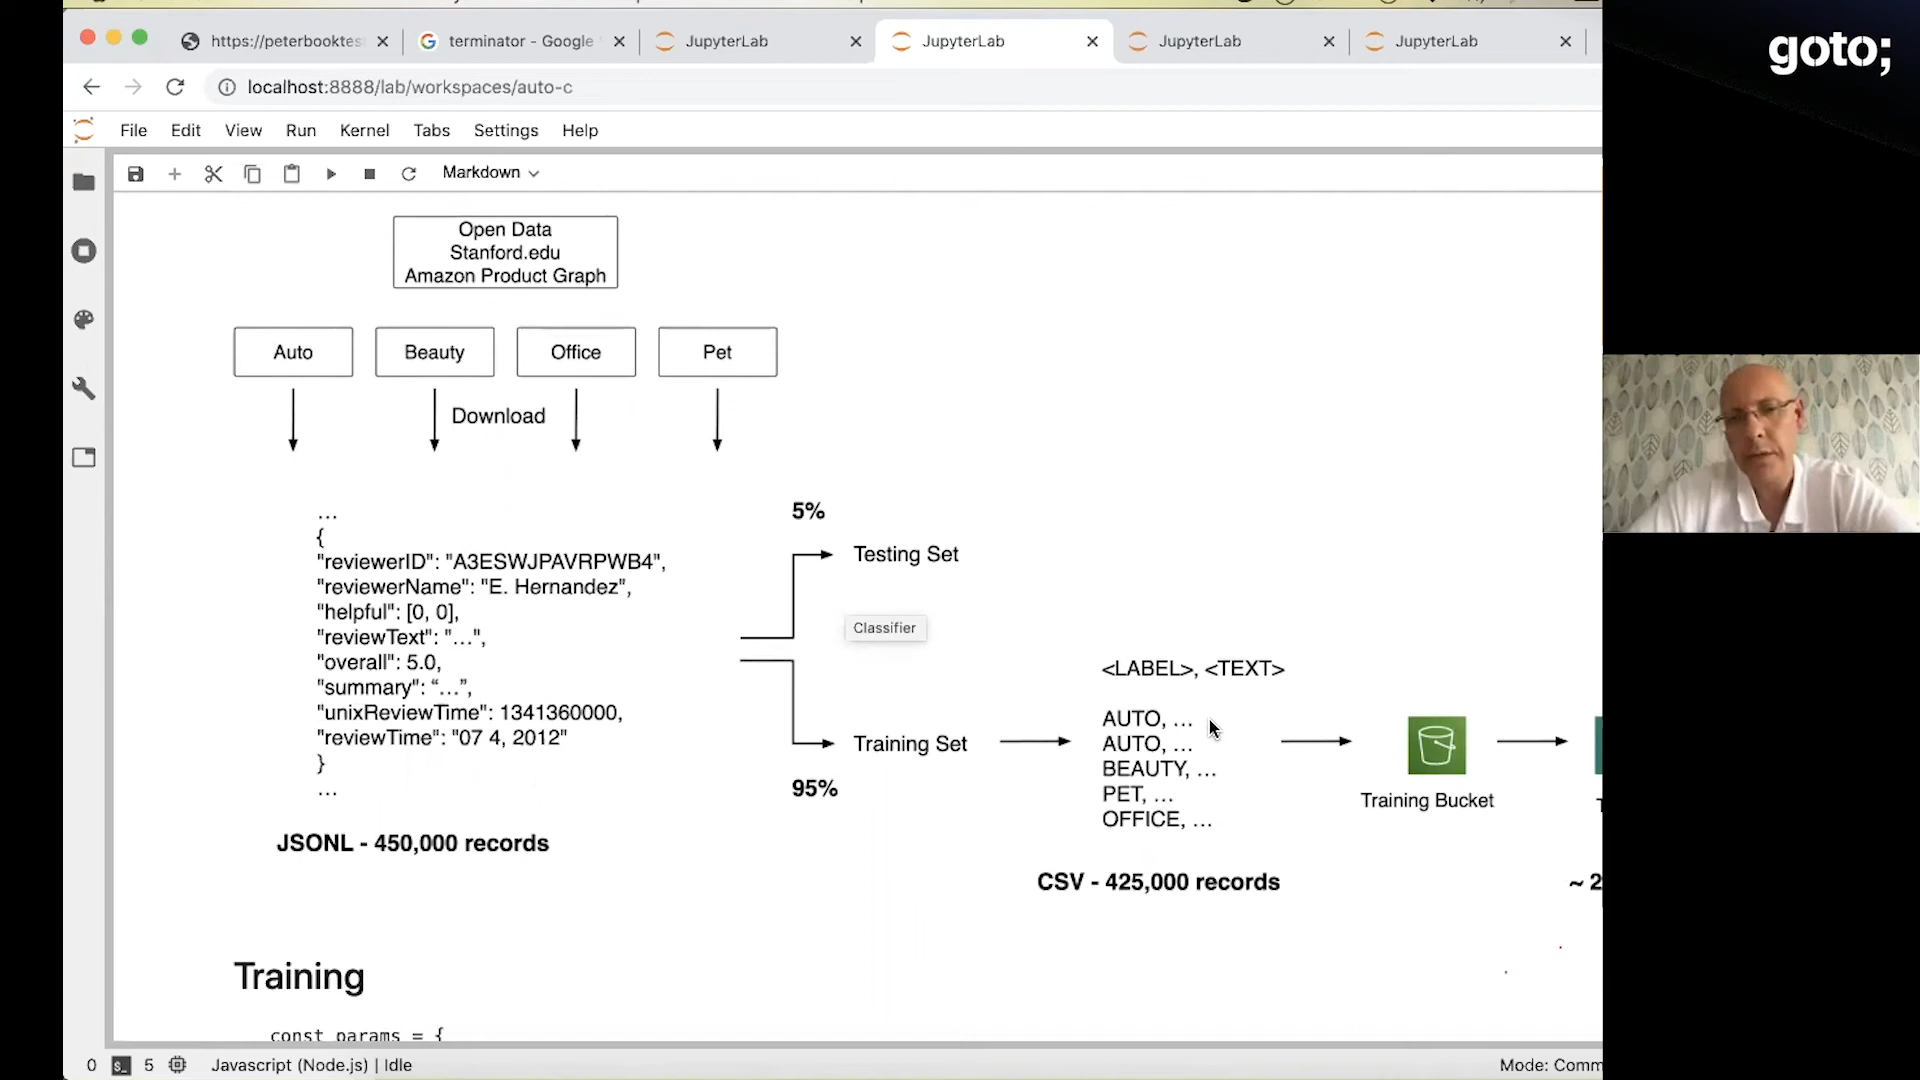 goto;
https://peterbooktes
terminator - Google
JupyterLab
JupyterLab
JupyterLab
JupyterLab
localhost:8888/lab/workspaces/auto-c
File Edit View Run Kernel Tabs Settings Help
Markdown
Open Data
Stanford.edu
Amazon Product Graph
Auto
Beauty
Office
Pet
Download
...
{
"reviewerID": "A3ESWJPAVRPWB4",
"reviewerName": "E. Hernandez",
"helpful": [0, 0],
"reviewText": "...",
"overall": 5.0,
"summary": “...”,
"unixReviewTime": 1341360000,
"reviewTime": "07 4, 2012"
}
...
JSONL - 450,000 records
5%
Testing Set
Classifier
Training Set
95%
<LABEL>, <TEXT>
AUTO, ...
AUTO, ...
BEAUTY, ...
PET, ...
OFFICE, ...
CSV - 425,000 records
Training Bucket
~ 2
Training
const params = {
0 5 Javascript (Node.js) | Idle
Mode: Comm